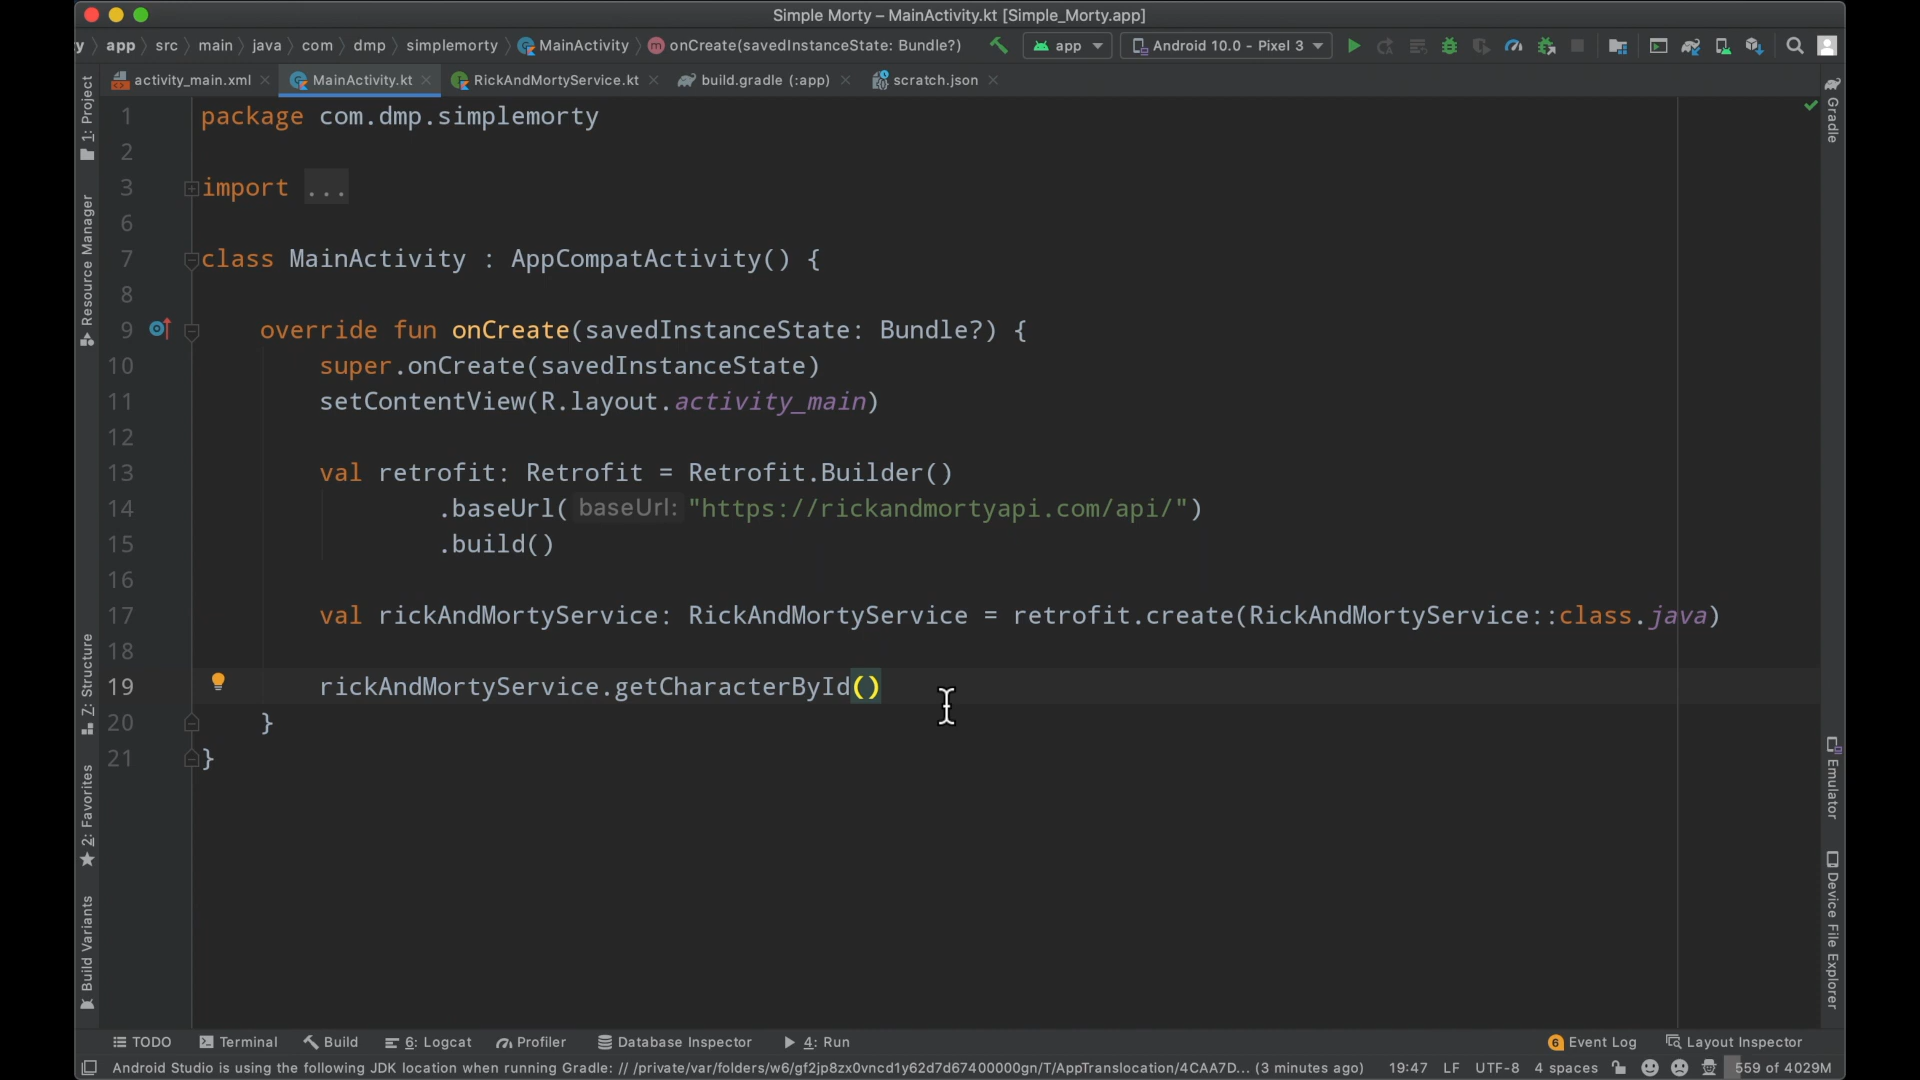 Simple Morty – MainActivity.kt [Simple_Morty.app]
y app src main java com dmp simplemorty MainActivity onCreate(savedInstanceState: Bundle?) app Android 10.0 - Pixel 3
activity_main.xml MainActivity.kt RickAndMortyService.kt build.gradle (:app) scratch.json
1: Project
Resource Manager
Z: Structure
2: Favorites
Build Variants
Gradle
Emulator
Device File Explorer
1 package com.dmp.simplemorty
2
3 import ...
6
7 class MainActivity : AppCompatActivity() {
8
9 override fun onCreate(savedInstanceState: Bundle?) {
10 super.onCreate(savedInstanceState)
11 setContentView(R.layout.activity_main)
12
13 val retrofit: Retrofit = Retrofit.Builder()
14 .baseUrl( baseUrl: "https://rickandmortyapi.com/api/")
15 .build()
16
17 val rickAndMortyService: RickAndMortyService = retrofit.create(RickAndMortyService::class.java)
18
19 rickAndMortyService.getCharacterById()
20 }
21 }
TODO Terminal Build 6: Logcat Profiler Database Inspector 4: Run 6 Event Log Layout Inspector
Android Studio is using the following JDK location when running Gradle: // /private/var/folders/w6/gf2jp8zx0vncd1y62d7d67400000gn/T/AppTranslocation/4CAA7D... (3 minutes ago) 19:47 LF UTF-8 4 spaces 559 of 4029M